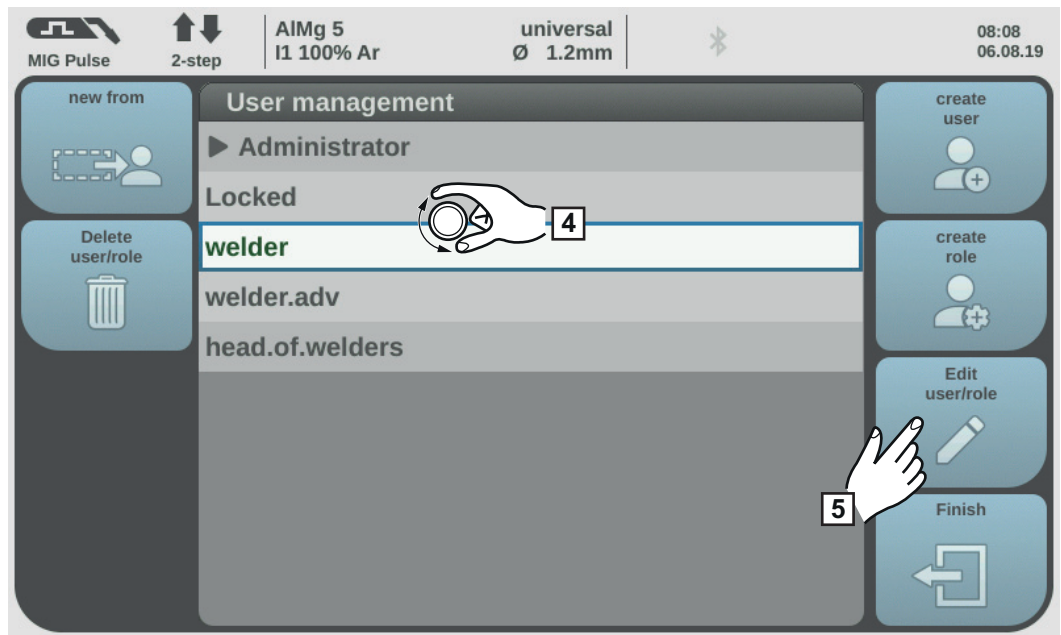 MIG Pulse
2-step
AlMg 5
I1 100% Ar
universal
Ø 1.2mm
08:08
06.08.19
new from
Delete
user/role
User management
Administrator
Locked
welder
welder.adv
head.of.welders
4
create
user
create
role
Edit
user/role
5
Finish